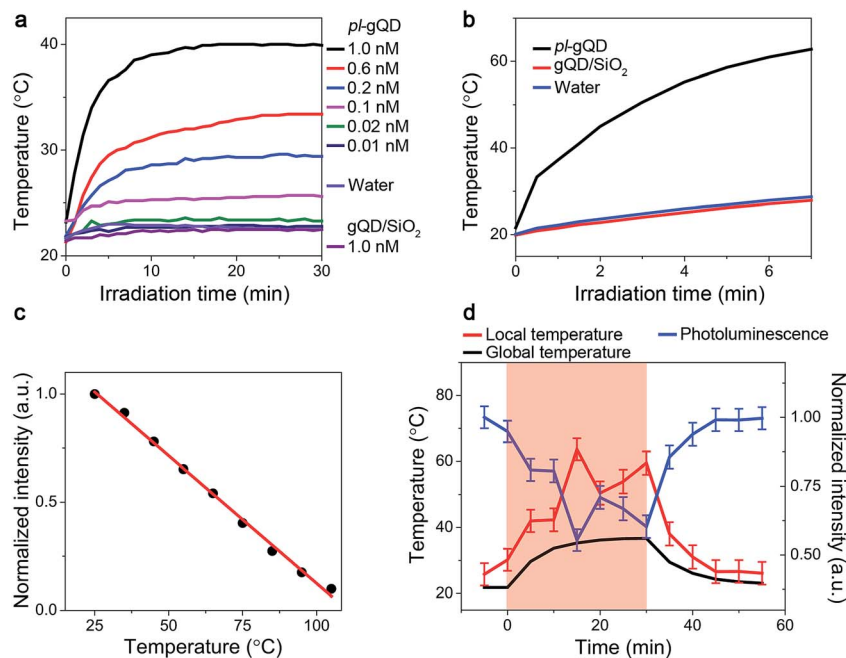 a
pl-gQD
1.0 nM
0.6 nM
0.2 nM
0.1 nM
0.02 nM
0.01 nM
Water
gQD/SiO2
1.0 nM
Temperature (°C)
40
30
20
0 10 20 30
Irradiation time (min)
b
pl-gQD
gQD/SiO2
Water
Temperature (°C)
60
40
20
0 2 4 6
Irradiation time (min)
c
Normalized intensity (a.u.)
1.0
0.5
0.0
25 50 75 100
Temperature (°C)
d
Local temperature Photoluminescence
Global temperature
Temperature (°C)
80
60
40
20
0 20 40 60
Time (min)
1.00
0.75
0.50
Normalized intensity (a.u.)